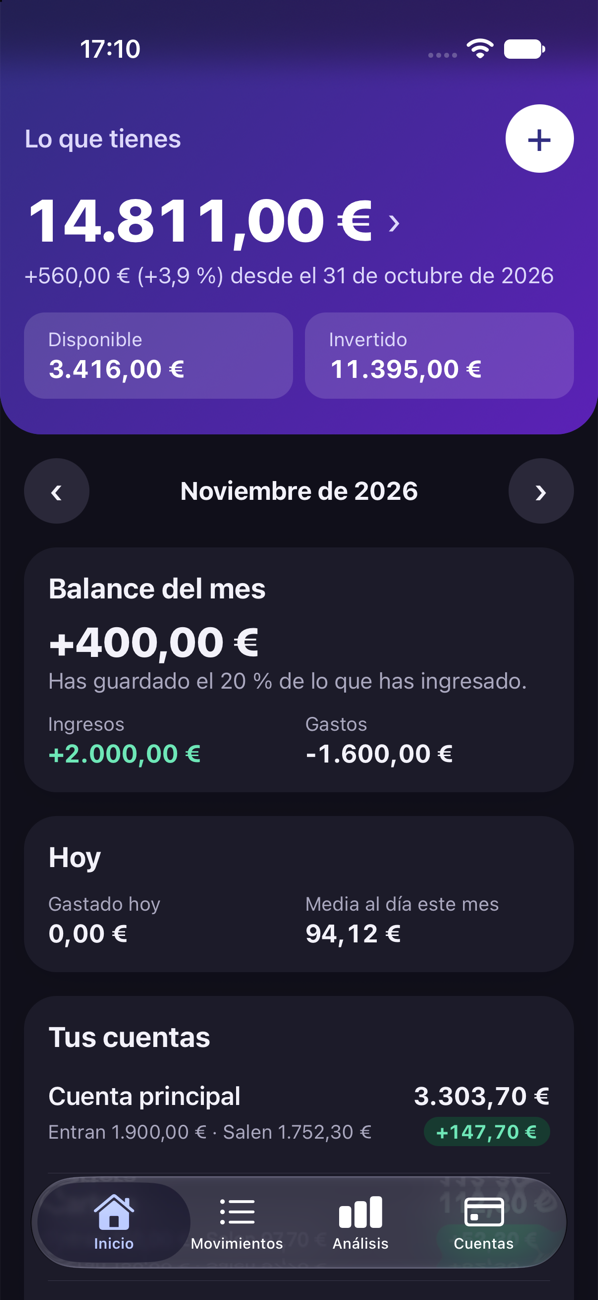 17:10
Lo que tienes
+
14.811,00 € ›
+560,00 € (+3,9 %) desde el 31 de octubre de 2026
Disponible
3.416,00 €
Invertido
11.395,00 €
‹ Noviembre de 2026 ›
Balance del mes
+400,00 €
Has guardado el 20 % de lo que has ingresado.
Ingresos
+2.000,00 €
Gastos
-1.600,00 €
Hoy
Gastado hoy
0,00 €
Media al día este mes
94,12 €
Tus cuentas
Cuenta principal
3.303,70 €
Entran 1.900,00 € · Salen 1.752,30 €
+147,70 €
Inicio
Movimientos
Análisis
Cuentas